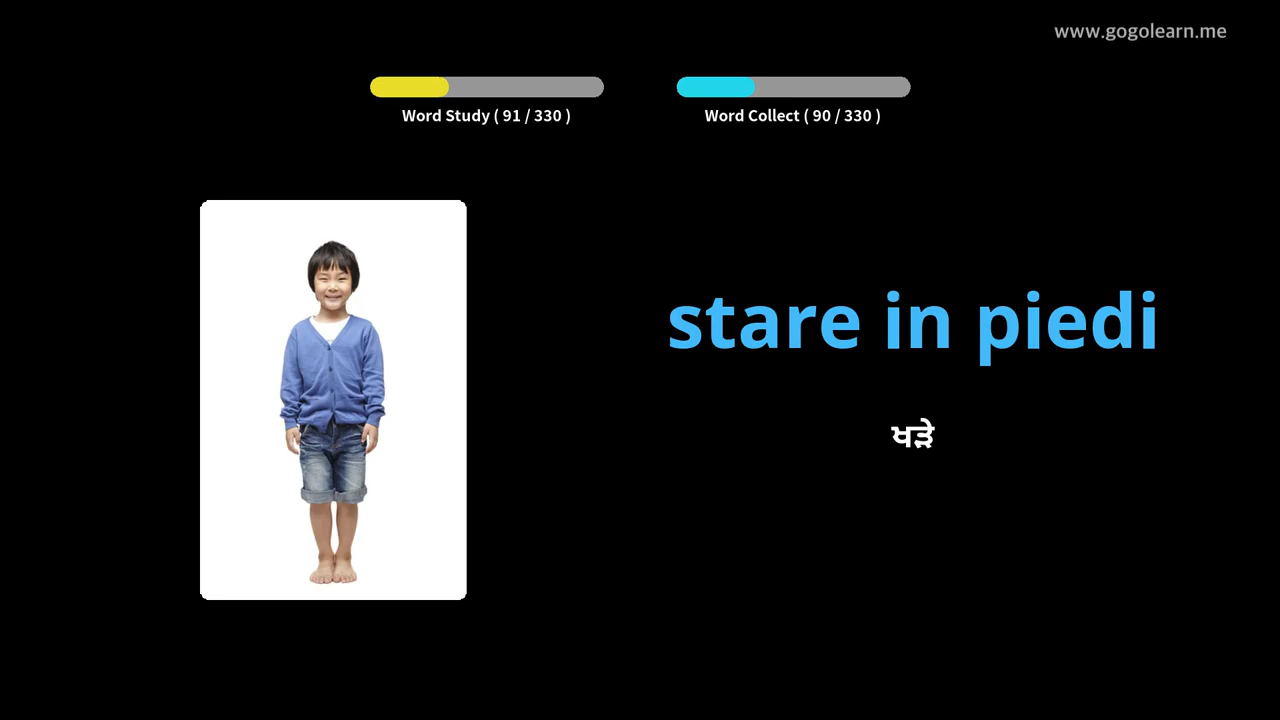 www.gogolearn.me
Word Study ( 91 / 330 )
Word Collect ( 90 / 330 )
stare in piedi
ਖੜੇ